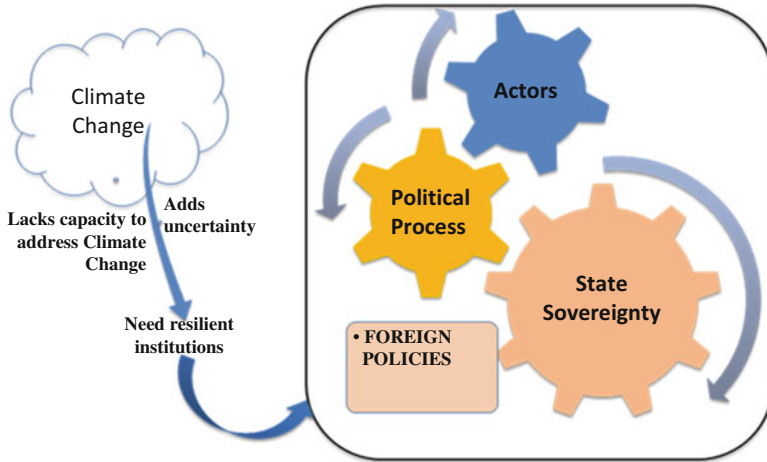 Climate
Change
Lacks capacity to
address Climate
Change
Adds
uncertainty
Need resilient
institutions
Actors
Political
Process
State
Sovereignty
• FOREIGN
POLICIES